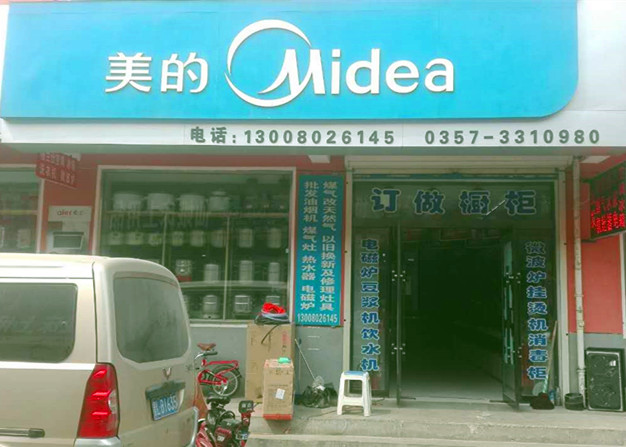 美的 Midea
电话:13008026145 0357-3310980
订做橱柜
煤气改天然气 以旧换新及修理灶具
批发油烟机 煤气灶 热水器 电磁炉
13008026145
电磁炉豆浆机饮水机
微波炉挂烫机消毒柜